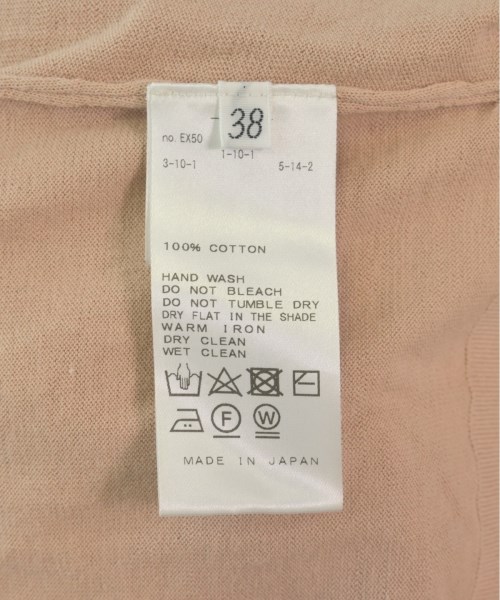 38
no. EX50
1-10-1
3-10-1 5-14-2
100% COTTON
HAND WASH
DO NOT BLEACH
DO NOT TUMBLE DRY
DRY FLAT IN THE SHADE
WARM IRON
DRY CLEAN
WET CLEAN
F W
MADE IN JAPAN